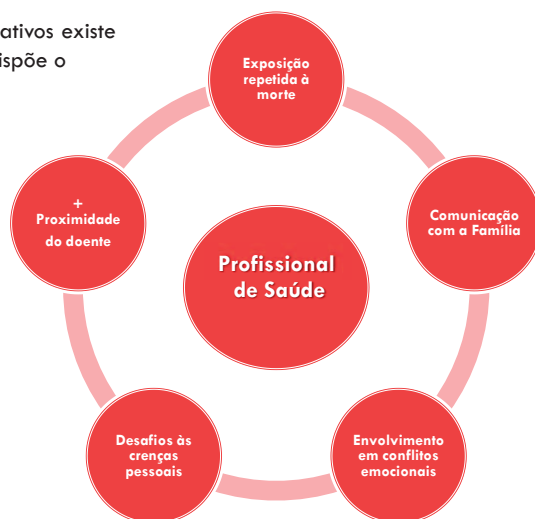 ativos existe
ispõe o
Exposição
repetida à
morte
+
Proximidade
do doente
Comunicação
com a Família
Profissional
de Saúde
Desafios às
crenças
pessoais
Envolvimento
em conflitos
emocionais